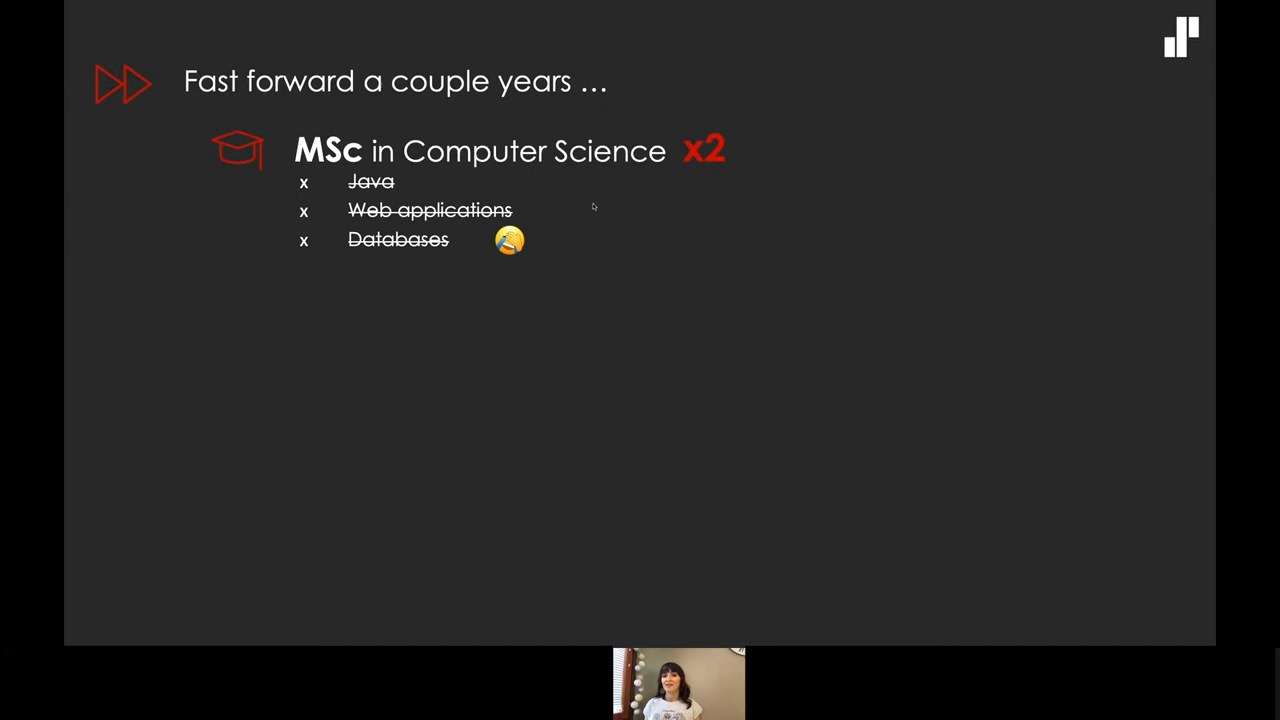 Fast forward a couple years ...
MSc in Computer Science x2
x Java
x Web applications
x Databases